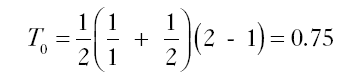 T₀ = 1/2 (1/1 + 1/2)(2 - 1) = 0.75